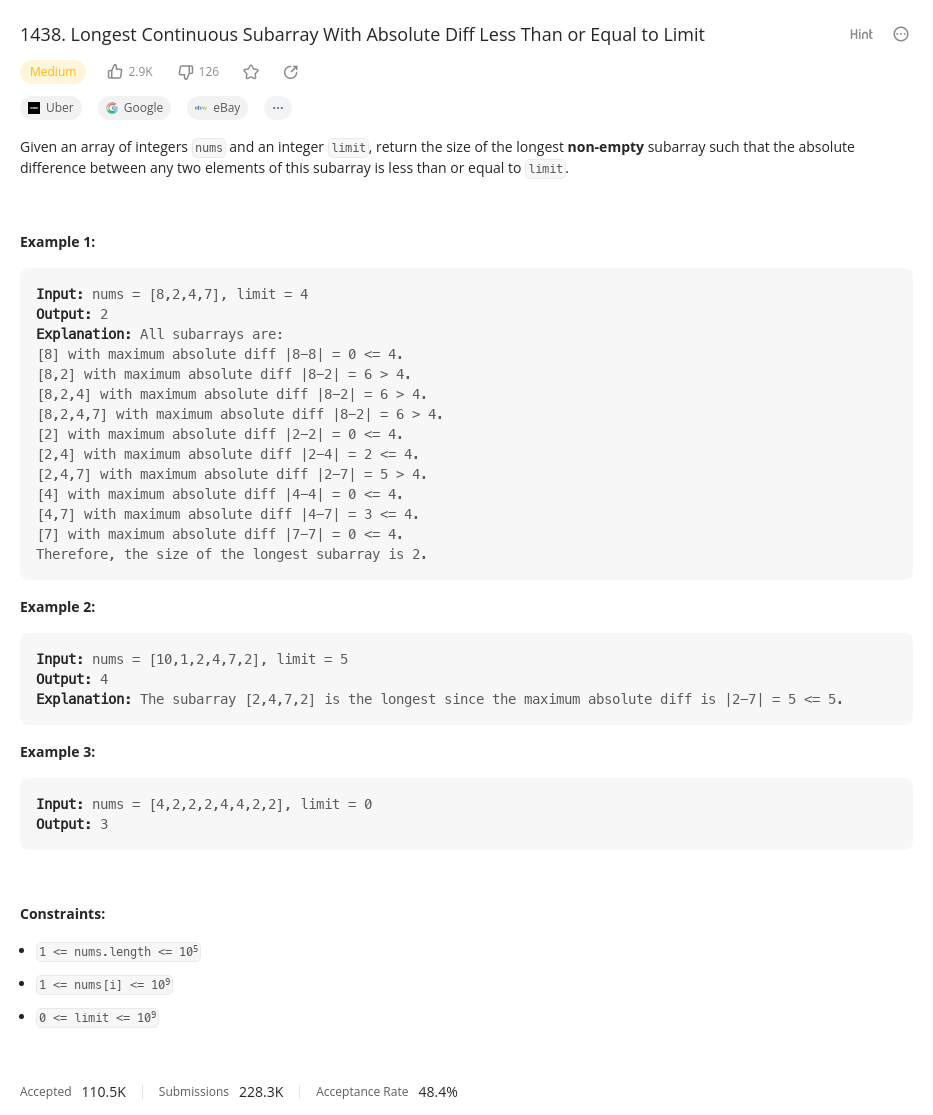 1438. Longest Continuous Subarray With Absolute Diff Less Than or Equal to Limit
Hint
Medium
2.9K
126
Uber
Google
eBay
Given an array of integers nums and an integer limit, return the size of the longest non-empty subarray such that the absolute
difference between any two elements of this subarray is less than or equal to limit.
Example 1:
Input: nums = [8,2,4,7], limit = 4
Output: 2
Explanation: All subarrays are:
[8] with maximum absolute diff |8-8| = 0 <= 4.
[8,2] with maximum absolute diff |8-2| = 6 > 4.
[8,2,4] with maximum absolute diff |8-2| = 6 > 4.
[8,2,4,7] with maximum absolute diff |8-2| = 6 > 4.
[2] with maximum absolute diff |2-2| = 0 <= 4.
[2,4] with maximum absolute diff |2-4| = 2 <= 4.
[2,4,7] with maximum absolute diff |2-7| = 5 > 4.
[4] with maximum absolute diff |4-4| = 0 <= 4.
[4,7] with maximum absolute diff |4-7| = 3 <= 4.
[7] with maximum absolute diff |7-7| = 0 <= 4.
Therefore, the size of the longest subarray is 2.
Example 2:
Input: nums = [10,1,2,4,7,2], limit = 5
Output: 4
Explanation: The subarray [2,4,7,2] is the longest since the maximum absolute diff is |2-7| = 5 <= 5.
Example 3:
Input: nums = [4,2,2,2,4,4,2,2], limit = 0
Output: 3
Constraints:
• 1 <= nums.length <= 10⁵
• 1 <= nums[i] <= 10⁹
• 0 <= limit <= 10⁹
Accepted 110.5K Submissions 228.3K Acceptance Rate 48.4%